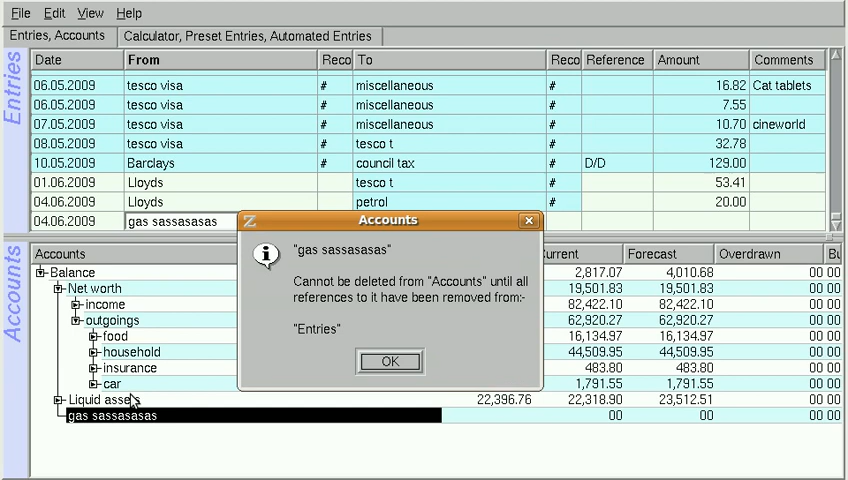 File Edit View Help
Entries, Accounts Calculator, Preset Entries, Automated Entries
Entries
Date From Reco To Reco Reference Amount Comments
06.05.2009 tesco visa # miscellaneous # 16.82 Cat tablets
06.05.2009 tesco visa # miscellaneous # 7.55
07.05.2009 tesco visa # miscellaneous # 10.70 cineworld
08.05.2009 tesco visa # tesco t # 32.78
10.05.2009 Barclays # council tax # D/D 129.00
01.06.2009 Lloyds tesco t # 53.41
04.06.2009 Lloyds petrol # 20.00
04.06.2009 gas sassasasas
Accounts
"gas sassasasas"
Cannot be deleted from "Accounts" until all
references to it have been removed from:-
"Entries"
OK
Accounts
Accounts Current Forecast Overdrawn Bu
Balance 2,817.07 4,010.68 00 00
Net worth 19,501.83 19,501.83 00 00
income 82,422.10 82,422.10 00 00
outgoings 62,920.27 62,920.27 00 00
food 16,134.97 16,134.97 00 00
household 44,509.95 44,509.95 00 00
insurance 483.80 483.80 00 00
car 1,791.55 1,791.55 00 00
Liquid assets 22,396.76 22,318.90 23,512.51 00 00
gas sassasasas 00 00 00 00